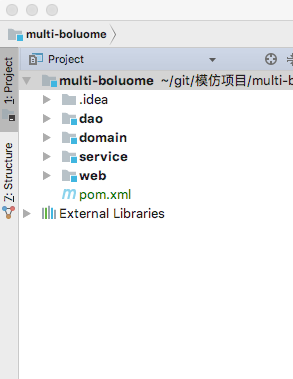 multi-boluome
Project
1: Project
multi-boluome ~/git/模仿项目/multi-b
.idea
dao
domain
service
web
pom.xml
External Libraries
Z: Structure